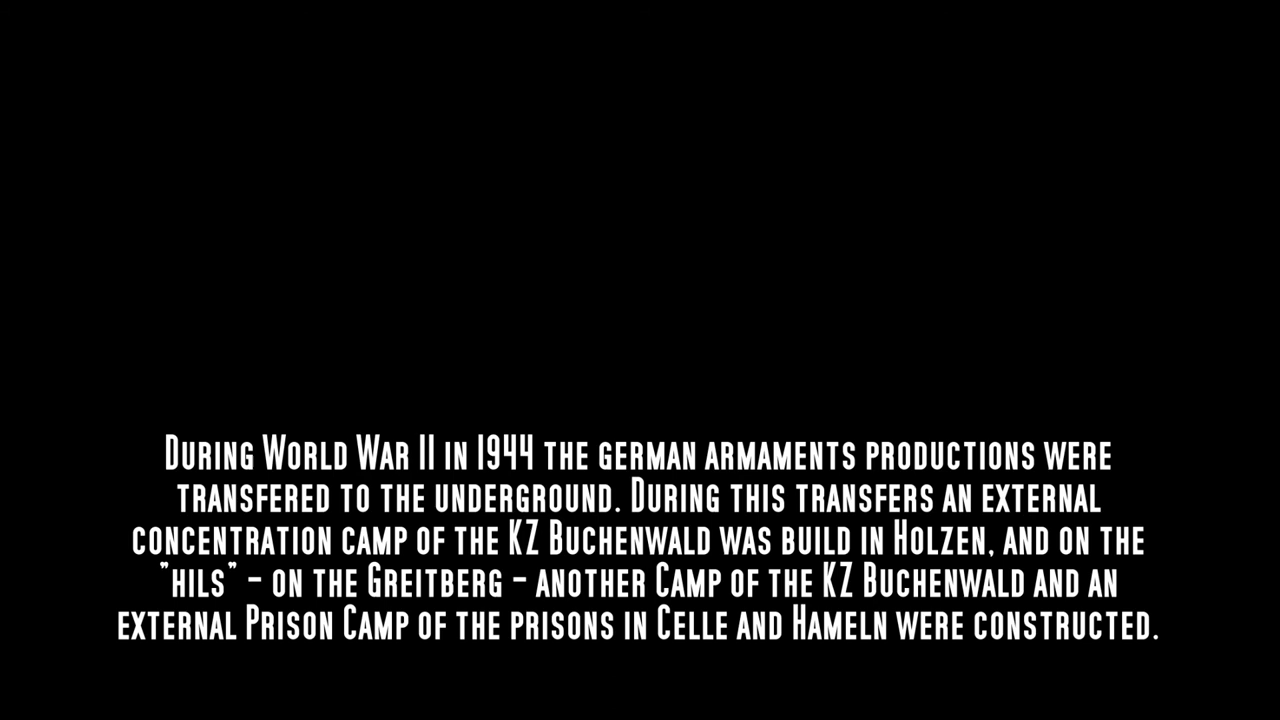 During World War II in 1944 the german armaments productions were
transfered to the underground. During this transfers an external
concentration camp of the KZ Buchenwald was build in Holzen, and on the
"hils" - on the Greitberg - another Camp of the KZ Buchenwald and an
external Prison Camp of the prisons in Celle and Hameln were constructed.